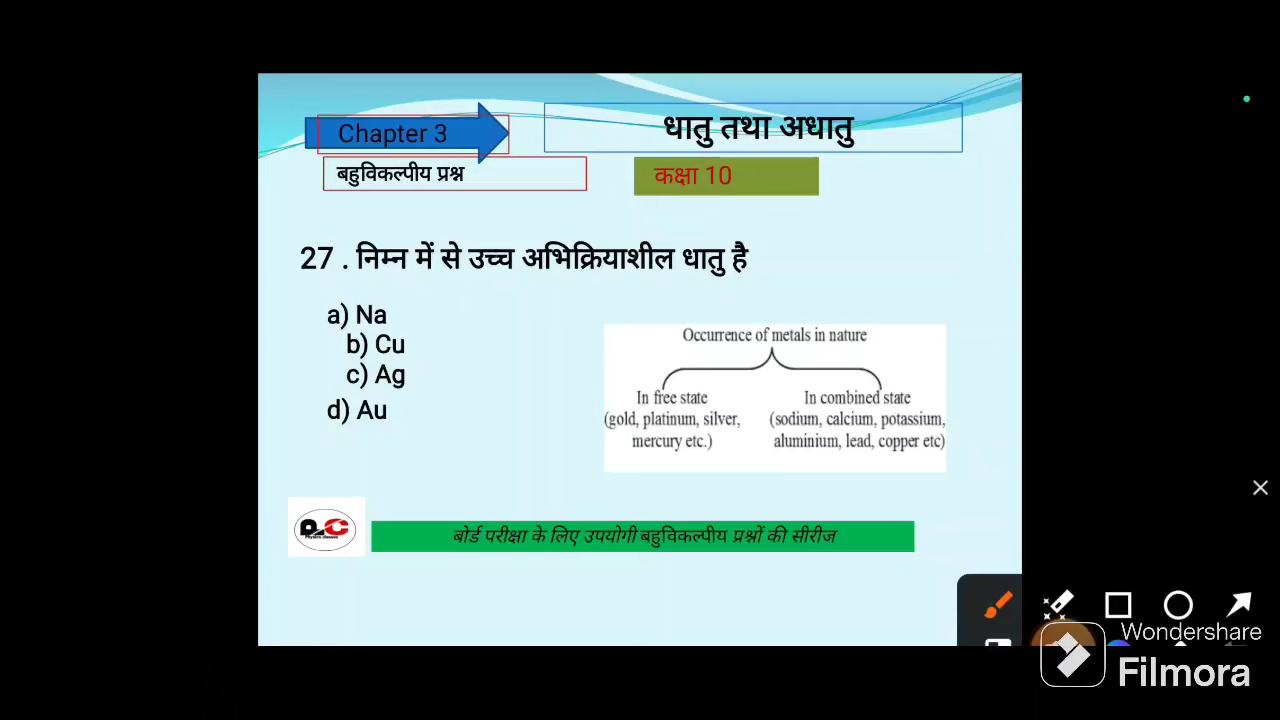 Chapter 3
धातु तथा अधातु
बहुविकल्पीय प्रश्न
कक्षा 10
27 . निम्न में से उच्च अभिक्रियाशील धातु है
a) Na
b) Cu
c) Ag
d) Au
Occurrence of metals in nature
In free state
(gold, platinum, silver,
mercury etc.)
In combined state
(sodium, calcium, potassium,
aluminium, lead, copper etc)
बोर्ड परीक्षा के लिए उपयोगी बहुविकल्पीय प्रश्नों की सीरीज
Wondershare
Filmora